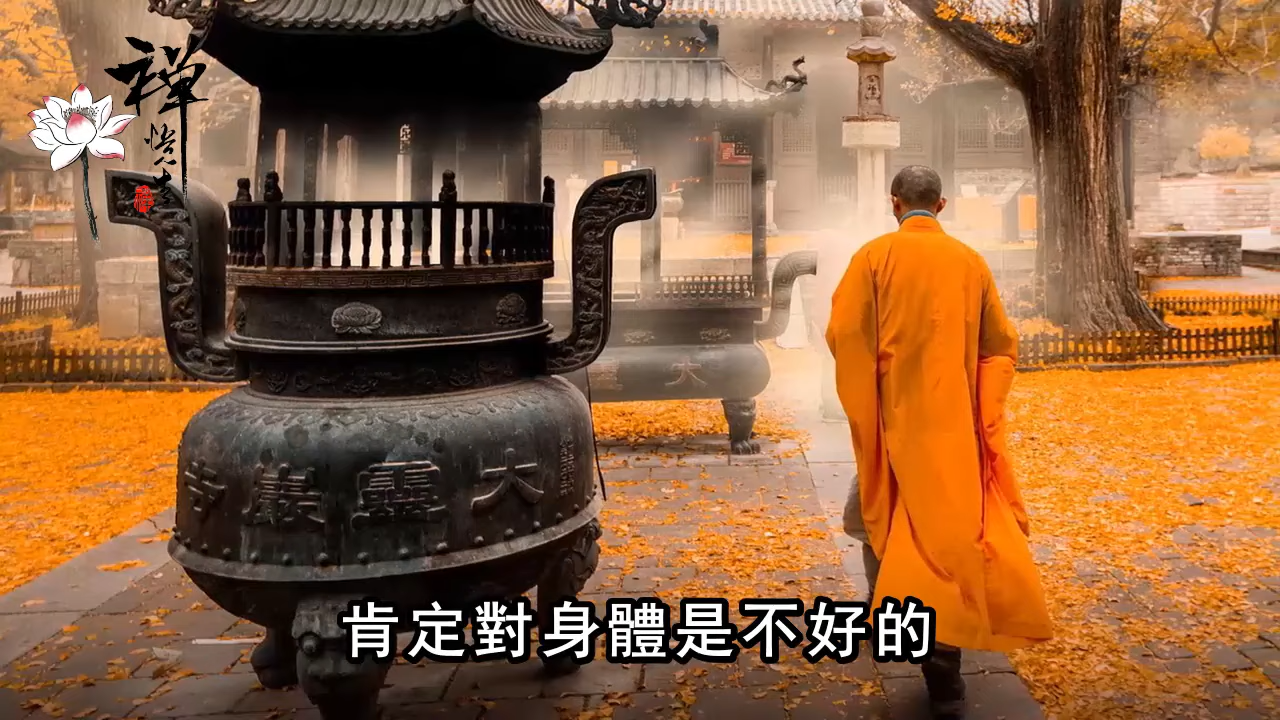 禪
大靈巖寺
大
肯定對身體是不好的